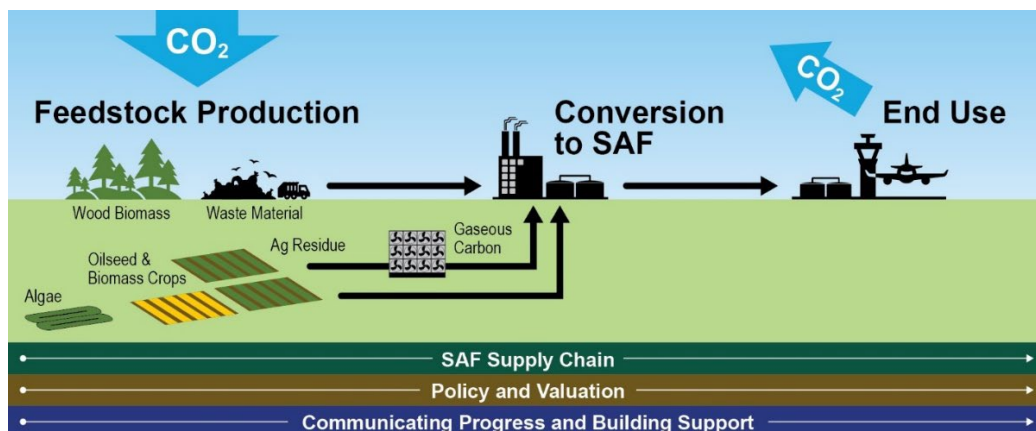 CO₂
CO₂
Feedstock Production
Conversion
to SAF
End Use
Wood Biomass
Waste Material
Ag Residue
Gaseous
Carbon
Oilseed &
Biomass Crops
Algae
SAF Supply Chain
Policy and Valuation
Communicating Progress and Building Support